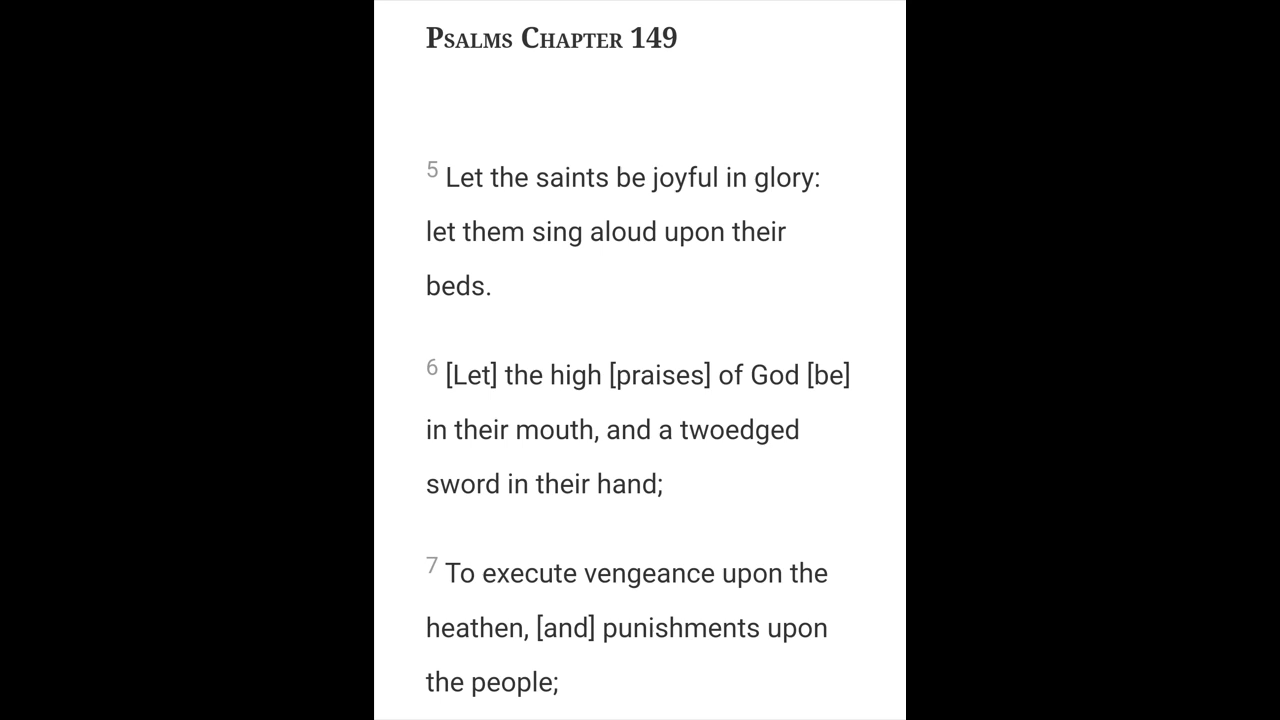 Psalms Chapter 149
5 Let the saints be joyful in glory:
let them sing aloud upon their
beds.
6 [Let] the high [praises] of God [be]
in their mouth, and a twoedged
sword in their hand;
7 To execute vengeance upon the
heathen, [and] punishments upon
the people;